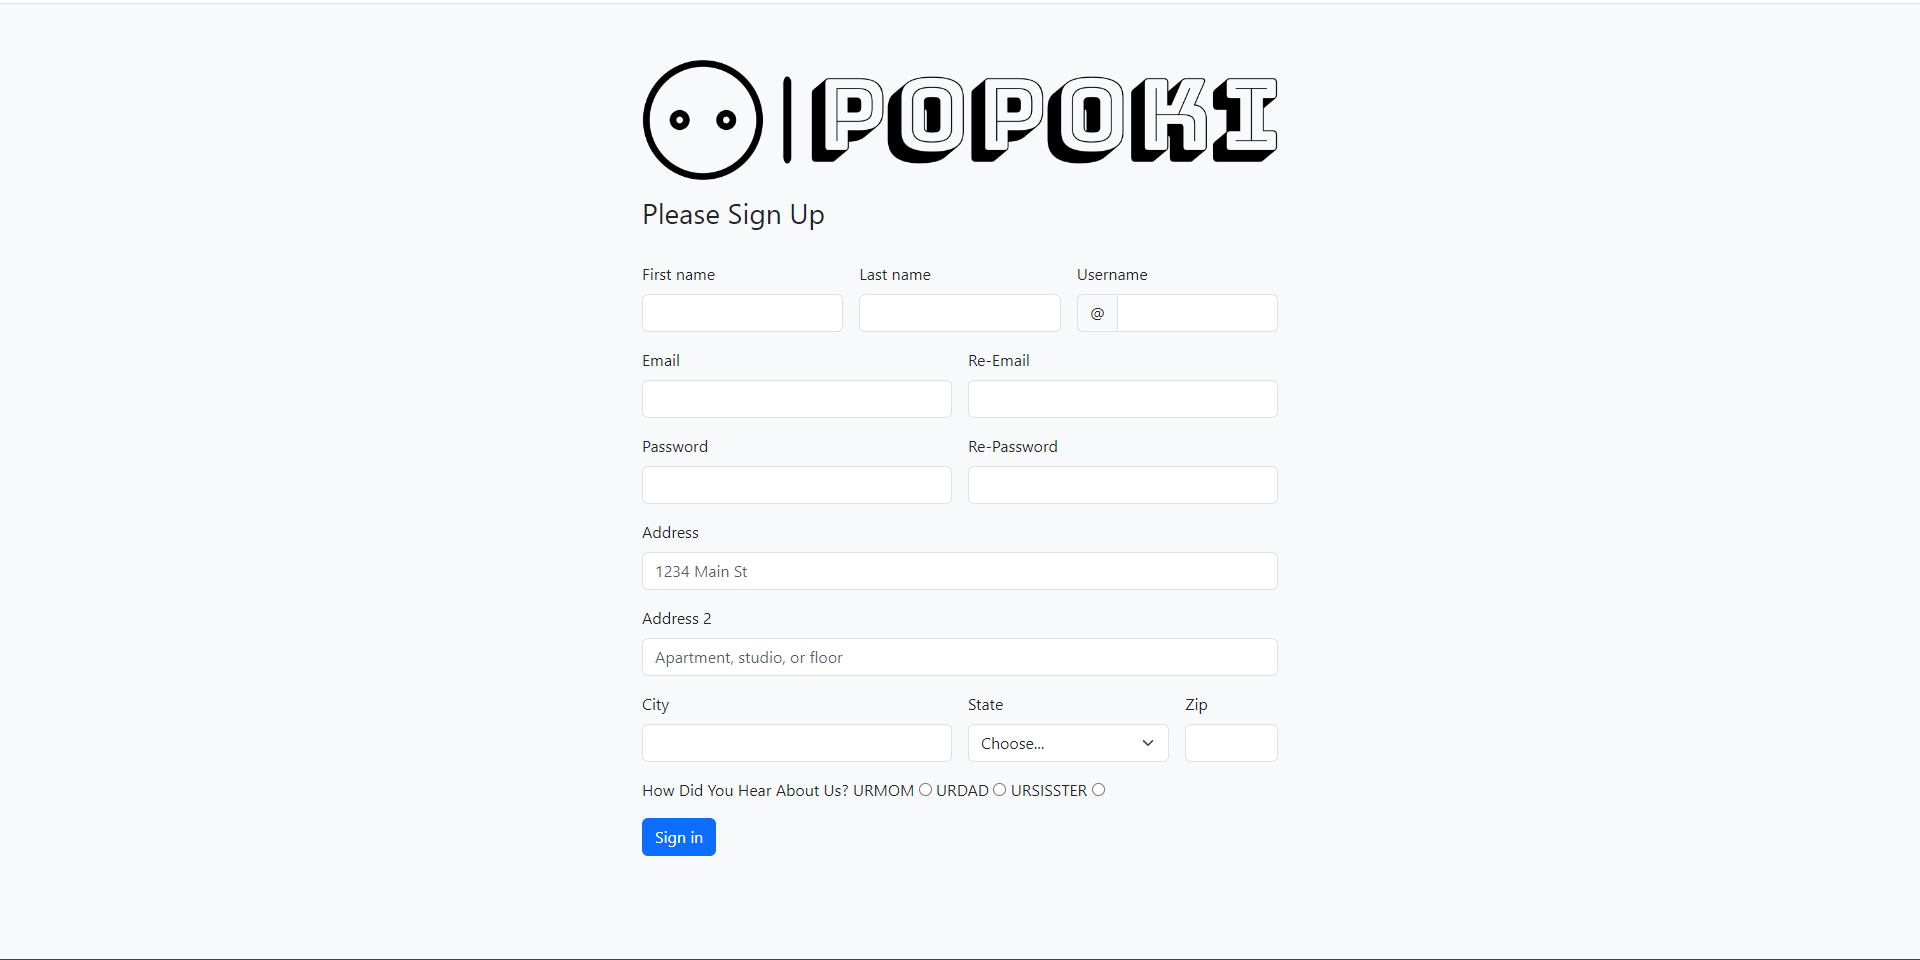 POPOKI
Please Sign Up
First name Last name Username
@
Email Re-Email
Password Re-Password
Address
1234 Main St
Address 2
Apartment, studio, or floor
City State Zip
Choose...
How Did You Hear About Us? URMOM URDAD URSISSTER
Sign in